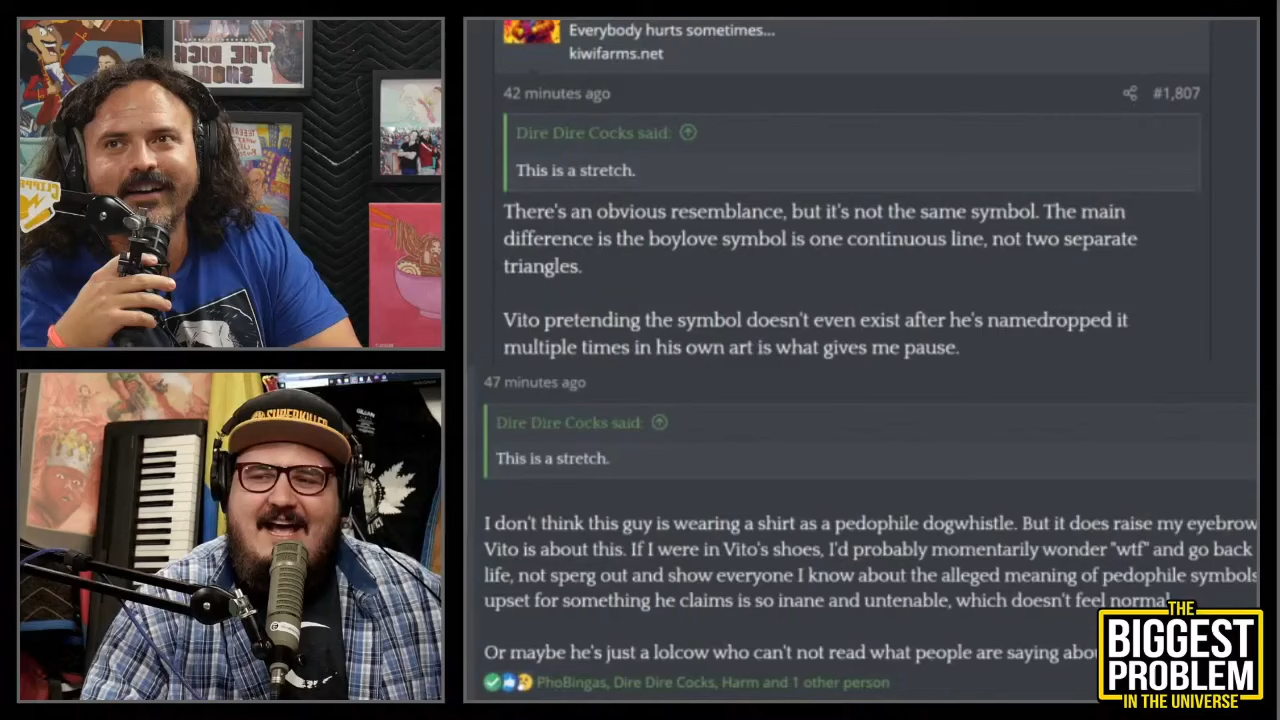 THE DICK
SHOW
SUPERKILLER
Everybody hurts sometimes...
kiwifarms.net
42 minutes ago
#1,807
Dire Dire Cocks said:
This is a stretch.
There's an obvious resemblance, but it's not the same symbol. The main
difference is the boylove symbol is one continuous line, not two separate
triangles.
Vito pretending the symbol doesn't even exist after he's namedropped it
multiple times in his own art is what gives me pause.
47 minutes ago
Dire Dire Cocks said:
This is a stretch.
I don't think this guy is wearing a shirt as a pedophile dogwhistle. But it does raise my eyebrow
Vito is about this. If I were in Vito's shoes, I'd probably momentarily wonder "wtf" and go back
life, not sperg out and show everyone I know about the alleged meaning of pedophile symbols
upset for something he claims is so inane and untenable, which doesn't feel normal
Or maybe he's just a lolcow who can't not read what people are saying abou
PhoBingas, Dire Dire Cocks, Harm and 1 other person
THE
BIGGEST
PROBLEM
IN THE UNIVERSE